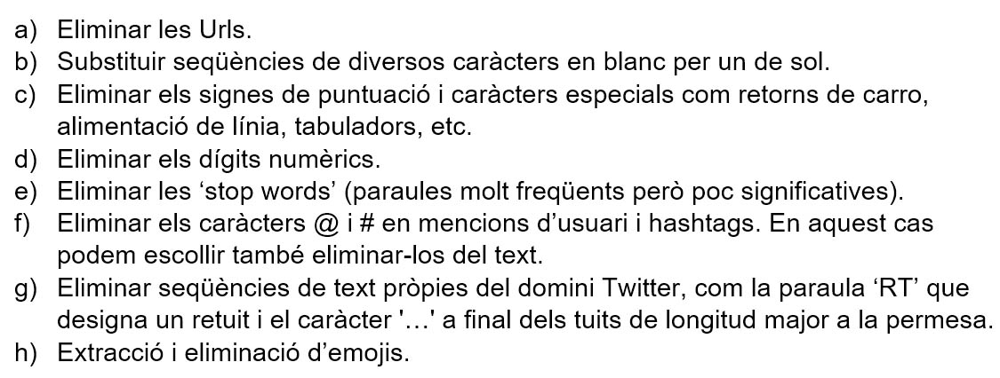 a) Eliminar les Urls.
b) Substituir seqüències de diversos caràcters en blanc per un de sol.
c) Eliminar els signes de puntuació i caràcters especials com retorns de carro,
alimentació de línia, tabuladors, etc.
d) Eliminar els dígits numèrics.
e) Eliminar les ‘stop words’ (paraules molt freqüents però poc significatives).
f) Eliminar els caràcters @ i # en mencions d’usuari i hashtags. En aquest cas
podem escollir també eliminar-los del text.
g) Eliminar seqüències de text pròpies del domini Twitter, com la paraula ‘RT’ que
designa un retuit i el caràcter '…' a final dels tuits de longitud major a la permesa.
h) Extracció i eliminació d’emojis.